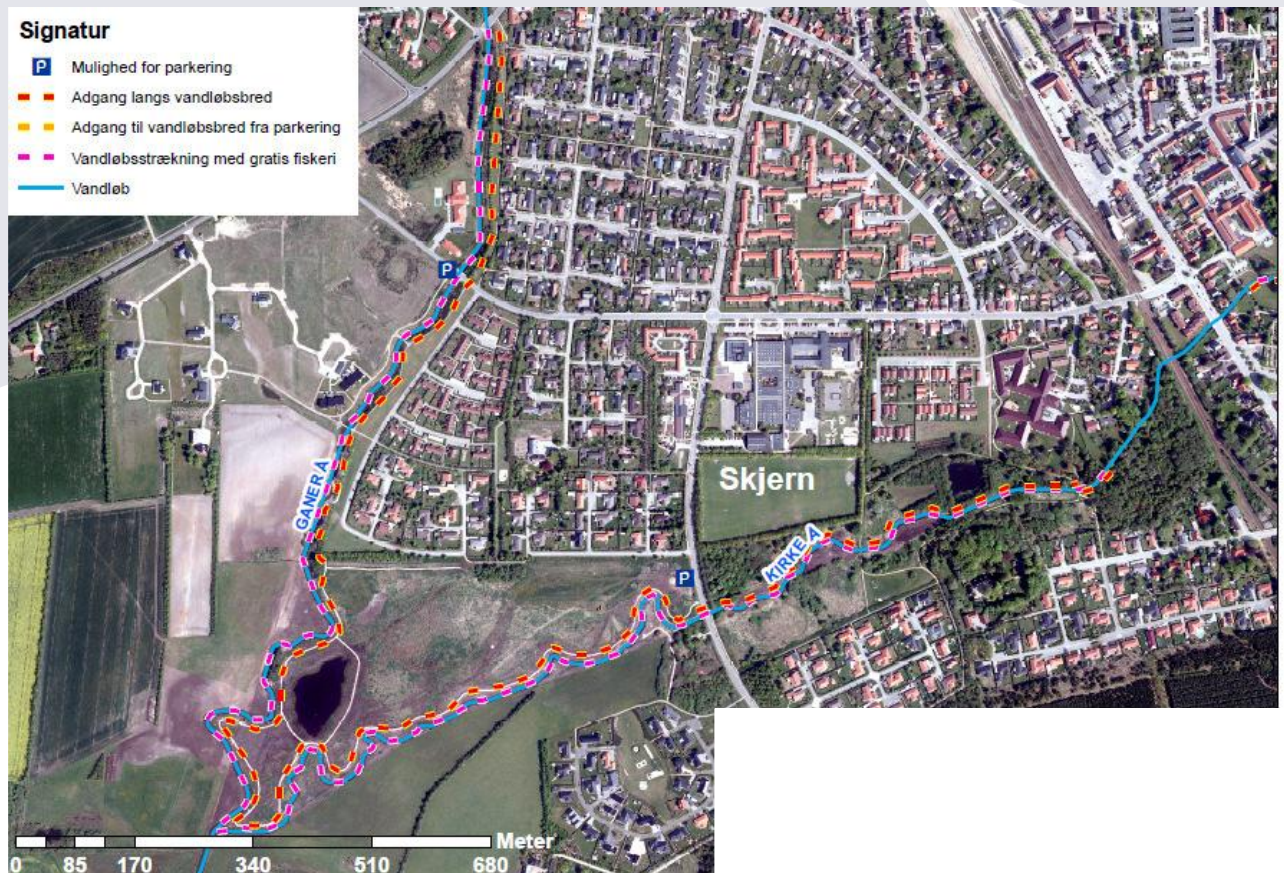 Signatur
P Mulighed for parkering
Adgang langs vandløbsbred
Adgang til vandløbsbred fra parkering
Vandløbsstrækning med gratis fiskeri
Vandløb
N
P
GANER A
Skjern
KIRKE A
P
Meter
0 85 170 340 510 680